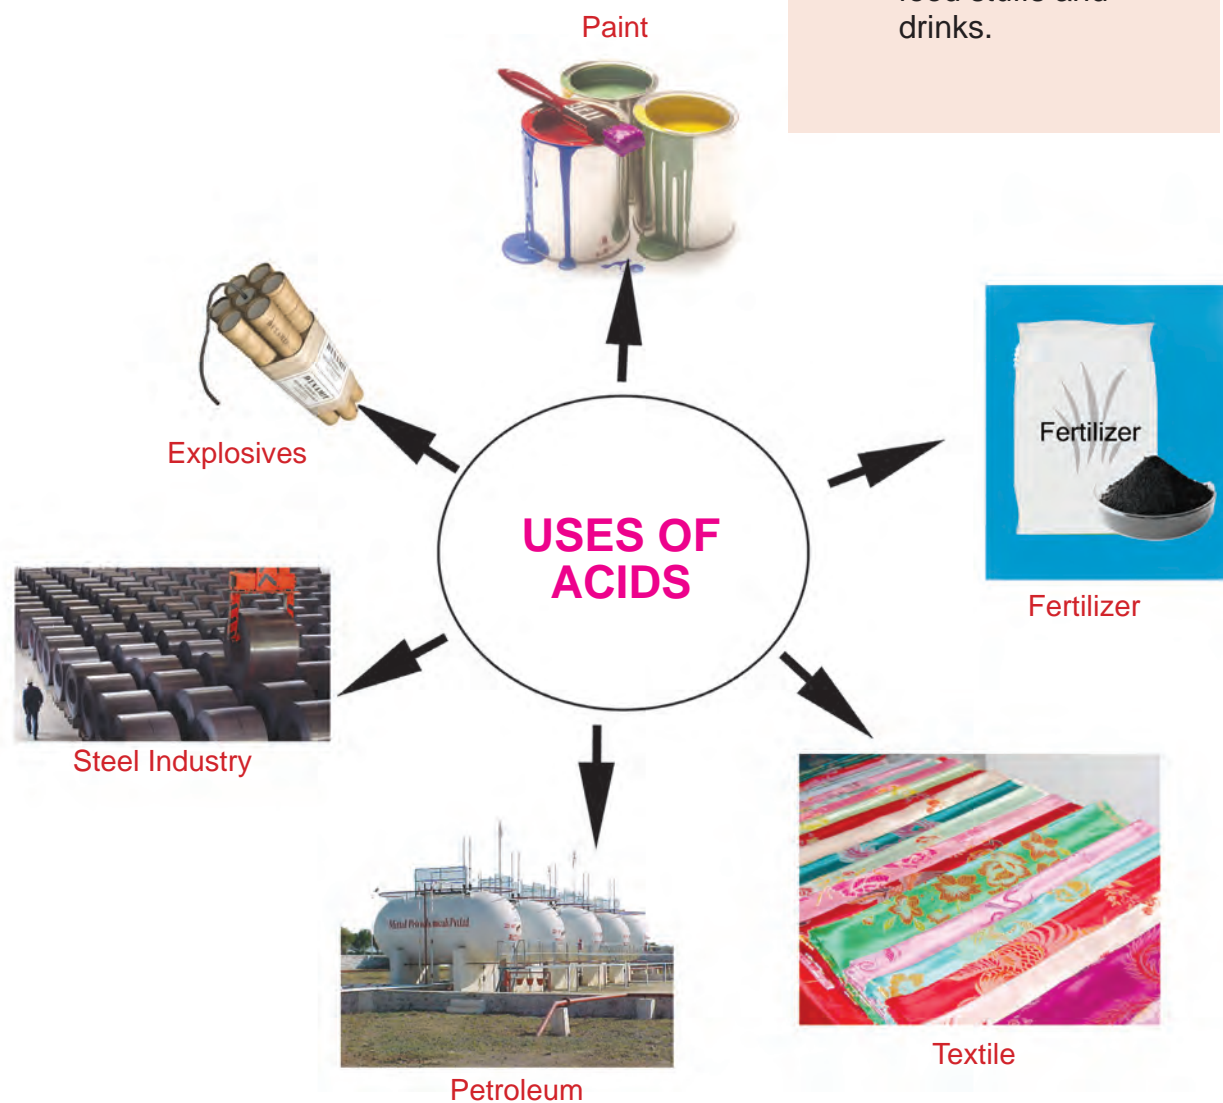 drinks.
Paint
Explosives
Fertilizer
Fertilizer
USES OF
ACIDS
Steel Industry
Textile
Petroleum